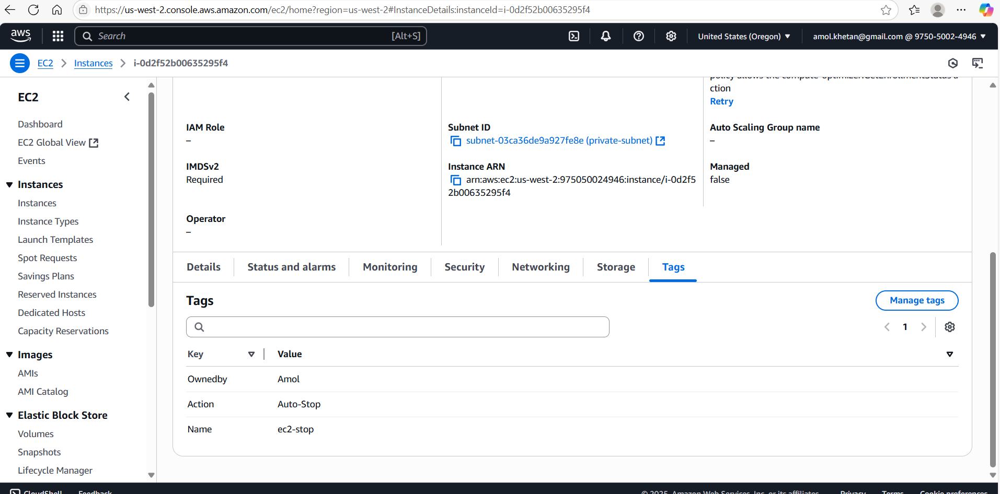 https://us-west-2.console.aws.amazon.com/ec2/home?region=us-west-2#InstanceDetails:instanceId=i-0d2f52b00635295f4
aws
Search [Alt+S]
United States (Oregon)
amol.khetan@gmail.com @ 9750-5002-4946
EC2
Instances
i-0d2f52b00635295f4
EC2
Dashboard
EC2 Global View
Events
Instances
Instances
Instance Types
Launch Templates
Spot Requests
Savings Plans
Reserved Instances
Dedicated Hosts
Capacity Reservations
Images
AMIs
AMI Catalog
Elastic Block Store
Volumes
Snapshots
Lifecycle Manager
policy allows the compute-optimizer:GetEnrollmentStatus a
ction
Retry
IAM Role
–
Subnet ID
subnet-03ca36de9a927fe8e (private-subnet)
Auto Scaling Group name
–
IMDSv2
Required
Instance ARN
arn:aws:ec2:us-west-2:975050024946:instance/i-0d2f5
2b00635295f4
Managed
false
Operator
–
Details
Status and alarms
Monitoring
Security
Networking
Storage
Tags
Tags
Manage tags
1
Key Value
Ownedby Amol
Action Auto-Stop
Name ec2-stop
CloudShell
Feedback
© 2025, Amazon Web Services, Inc. or its affiliates.
Privacy
Terms
Cookie preferences